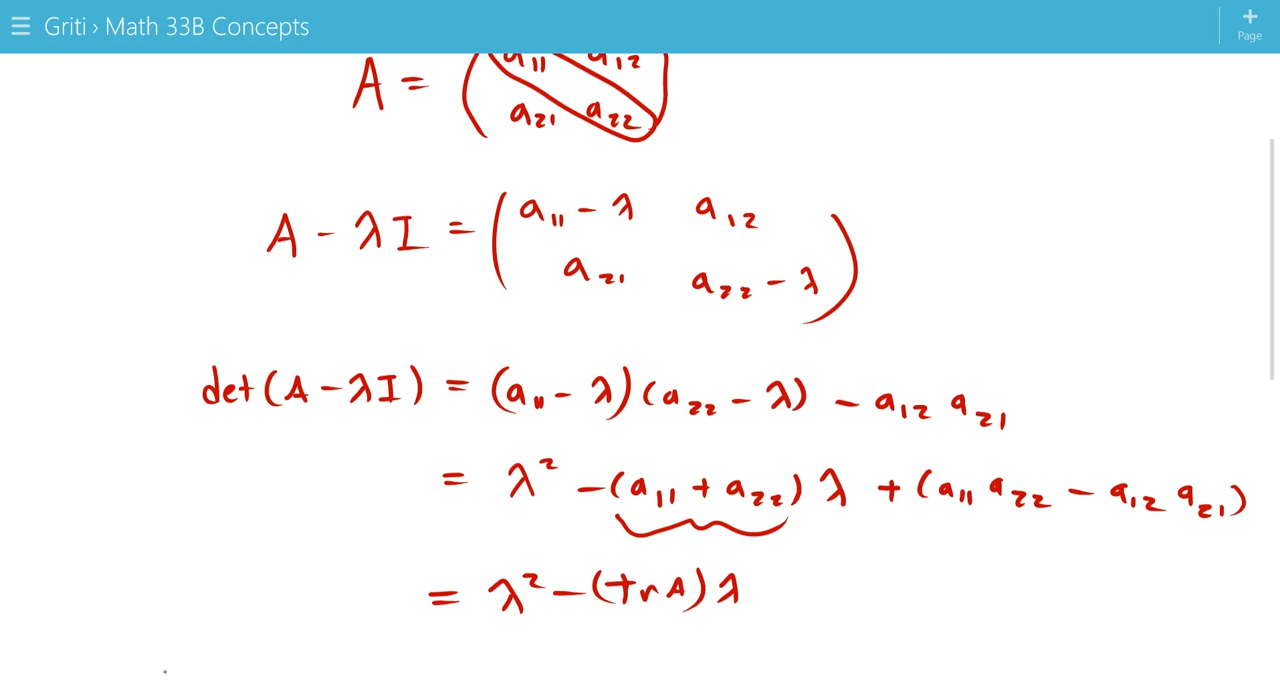 Griti › Math 33B Concepts
Page
A = ( a₁₁ a₁₂
a₂₁ a₂₂ )
A - λI = ( a₁₁ - λ a₁₂
a₂₁ a₂₂ - λ )
det(A - λI) = (a₁₁ - λ)(a₂₂ - λ) - a₁₂ a₂₁
= λ² - (a₁₁ + a₂₂) λ + (a₁₁ a₂₂ - a₁₂ a₂₁)
= λ² - (tr A) λ